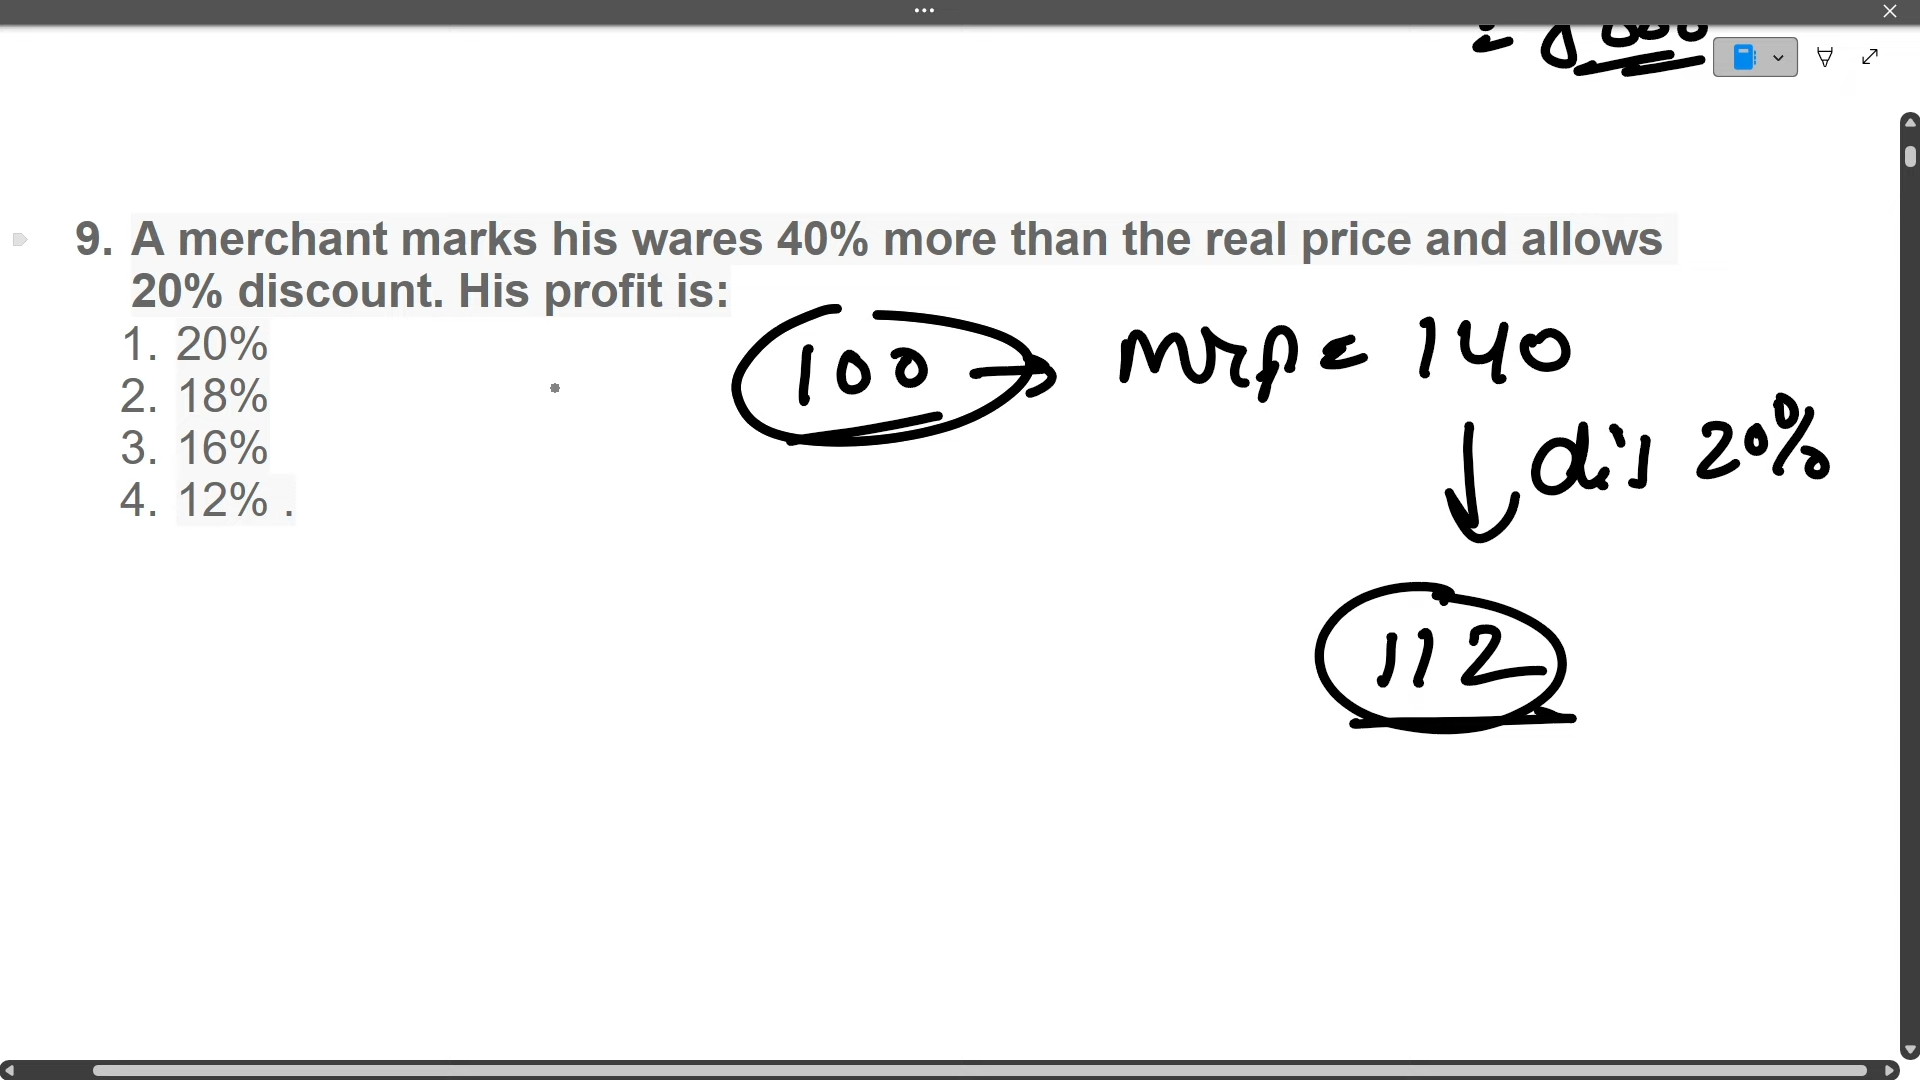 9. A merchant marks his wares 40% more than the real price and allows
20% discount. His profit is:
1. 20%
2. 18%
3. 16%
4. 12% .
100 → mrp = 140
↓ dis 20%
112